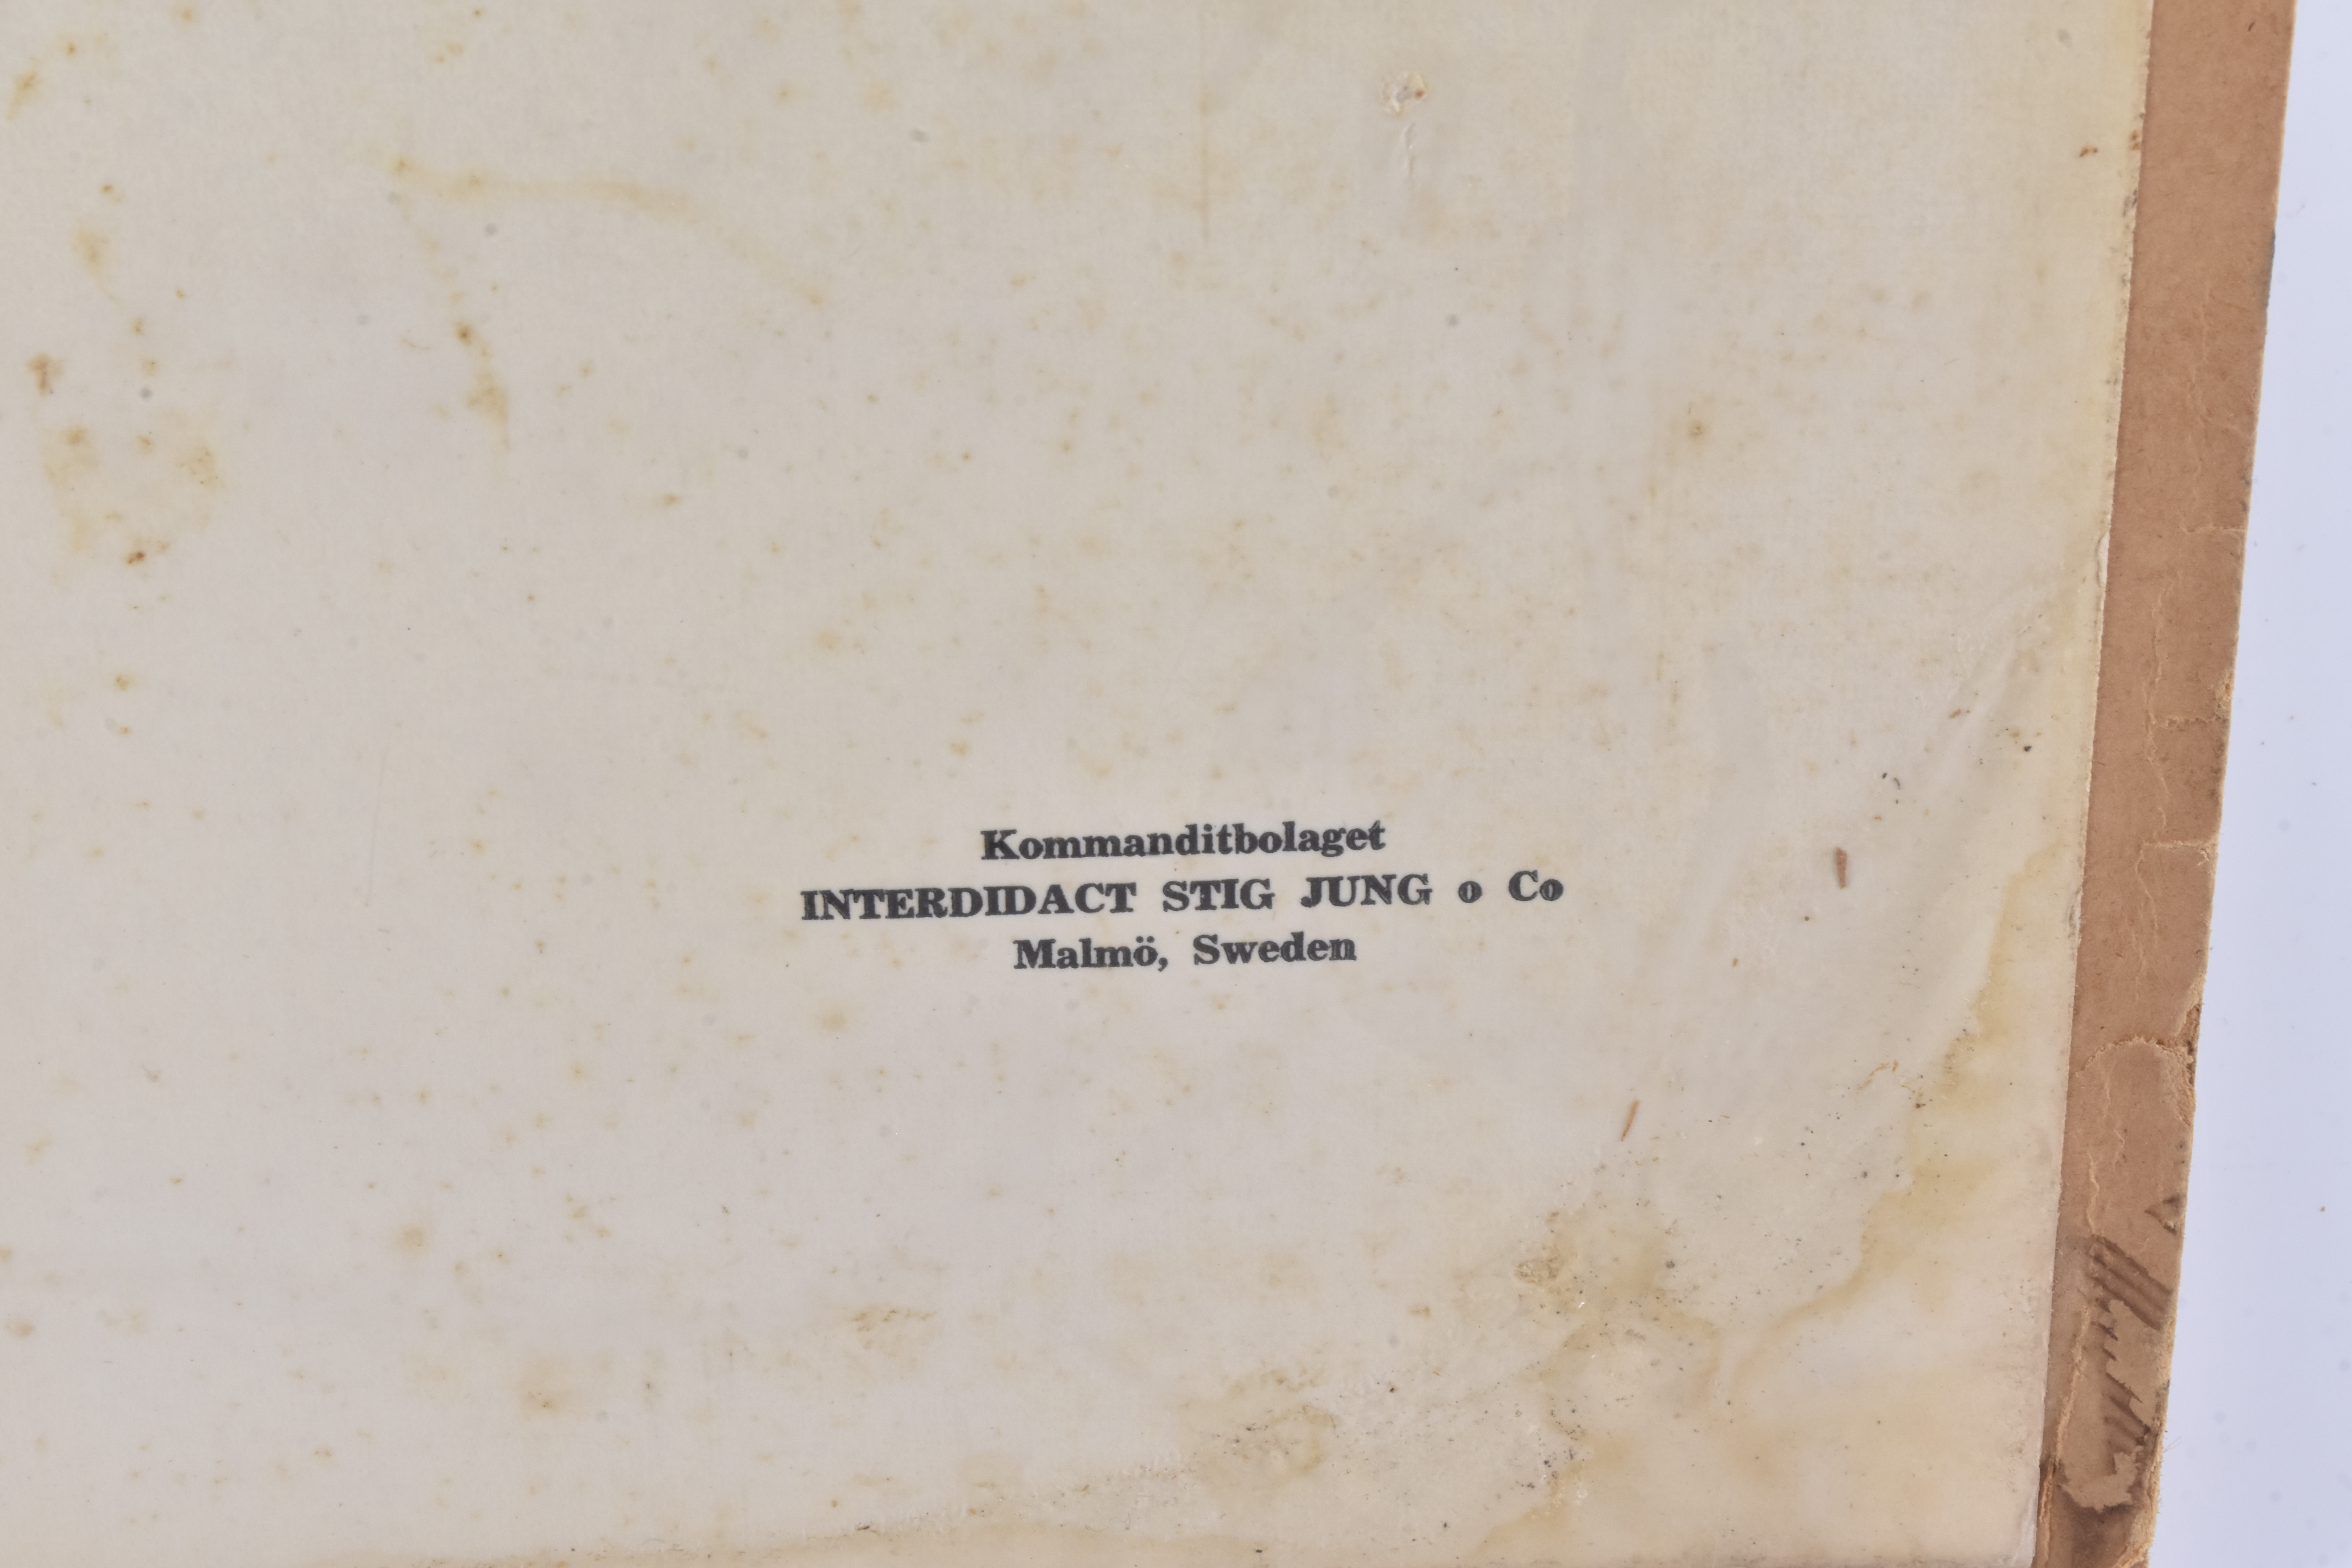 Kommanditbolaget
INTERDIDACT STIG JUNG o Co
Malmö, Sweden